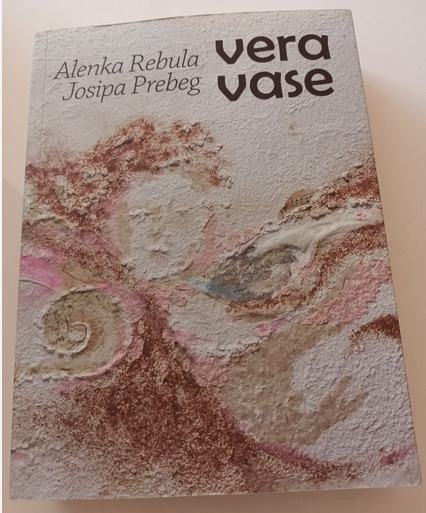 Alenka Rebula
Josipa Prebeg
vera
vase